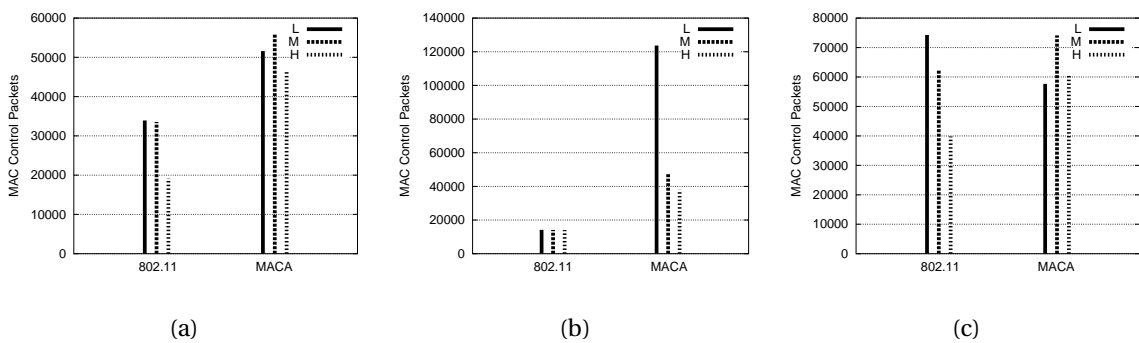 60000
50000
40000
30000
20000
10000
0
MAC Control Packets
L
M
H
802.11 MACA
(a)
140000
120000
100000
80000
60000
40000
20000
0
MAC Control Packets
L
M
H
802.11 MACA
(b)
80000
70000
60000
50000
40000
30000
20000
10000
0
MAC Control Packets
L
M
H
802.11 MACA
(c)